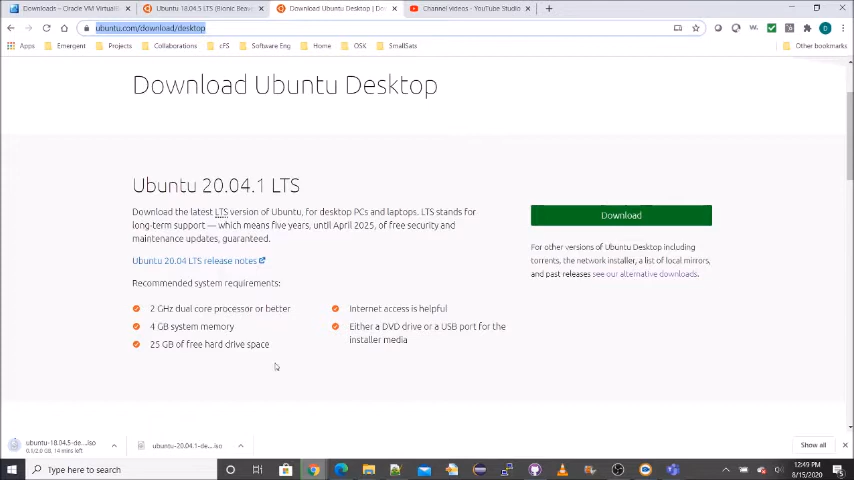 Downloads – Oracle VM VirtualB
Ubuntu 18.04.5 LTS (Bionic Beav
Download Ubuntu Desktop | Do
Channel videos - YouTube Studio
ubuntu.com/download/desktop
Apps
Emergent
Projects
Collaborations
cFS
Software Eng
Home
OSK
SmallSats
Other bookmarks
Download Ubuntu Desktop
Ubuntu 20.04.1 LTS
Download the latest LTS version of Ubuntu, for desktop PCs and laptops. LTS stands for
long-term support — which means five years, until April 2025, of free security and
maintenance updates, guaranteed.
Ubuntu 20.04 LTS release notes
Recommended system requirements:
2 GHz dual core processor or better
4 GB system memory
25 GB of free hard drive space
Internet access is helpful
Either a DVD drive or a USB port for the
installer media
Download
For other versions of Ubuntu Desktop including
torrents, the network installer, a list of local mirrors,
and past releases see our alternative downloads.
ubuntu-18.04.5-de....iso
0.1/2.0 GB, 14 mins left
ubuntu-20.04.1-de....iso
Show all
Type here to search
12:49 PM
8/15/2020